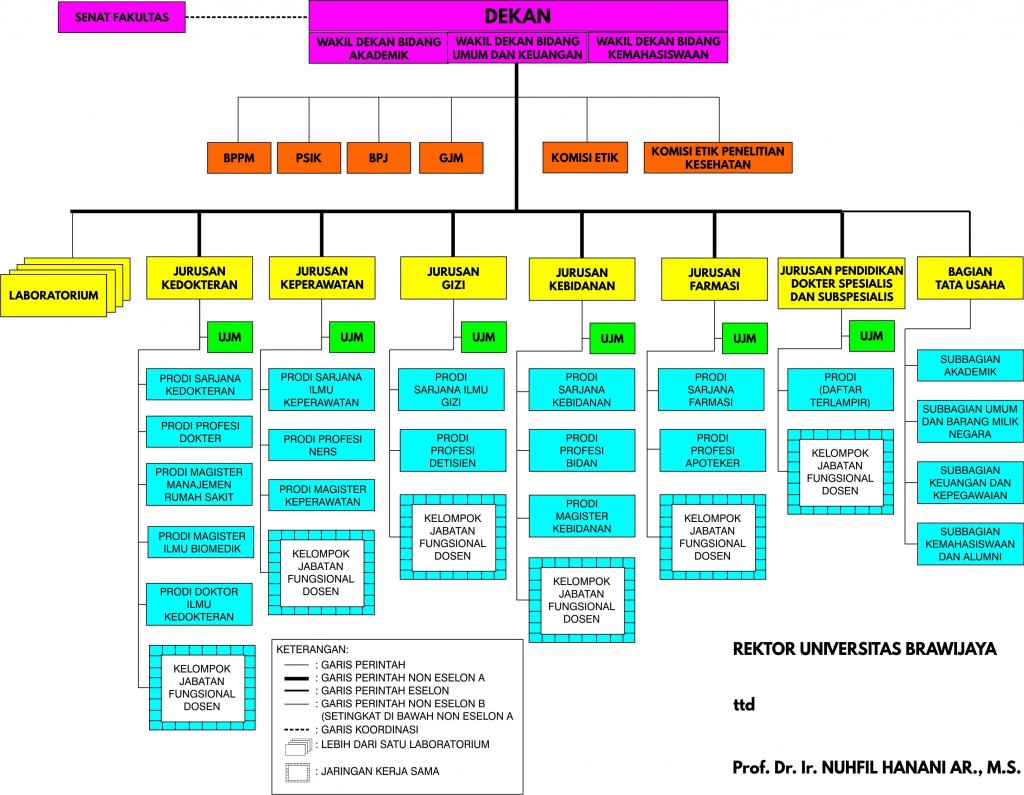 SENAT FAKULTAS
DEKAN
WAKIL DEKAN BIDANG
AKADEMIK
WAKIL DEKAN BIDANG
UMUM DAN KEUANGAN
WAKIL DEKAN BIDANG
KEMAHASISWAAN
BPPM
PSIK
BPJ
GJM
KOMISI ETIK
KOMISI ETIK PENELITIAN
KESEHATAN
LABORATORIUM
JURUSAN
KEDOKTERAN
UJM
PRODI SARJANA
KEDOKTERAN
PRODI PROFESI
DOKTER
PRODI MAGISTER
MANAJEMEN
RUMAH SAKIT
PRODI MAGISTER
ILMU BIOMEDIK
PRODI DOKTOR
ILMU
KEDOKTERAN
KELOMPOK
JABATAN
FUNGSIONAL
DOSEN
JURUSAN
KEPERAWATAN
UJM
PRODI SARJANA
ILMU
KEPERAWATAN
PRODI PROFESI
NERS
PRODI MAGISTER
KEPERAWATAN
KELOMPOK
JABATAN
FUNGSIONAL
DOSEN
JURUSAN
GIZI
UJM
PRODI
SARJANA ILMU
GIZI
PRODI
PROFESI
DETISIEN
KELOMPOK
JABATAN
FUNGSIONAL
DOSEN
JURUSAN
KEBIDANAN
UJM
PRODI
SARJANA
KEBIDANAN
PRODI
PROFESI
BIDAN
PRODI
MAGISTER
KEBIDANAN
KELOMPOK
JABATAN
FUNGSIONAL
DOSEN
JURUSAN
FARMASI
UJM
PRODI
SARJANA
FARMASI
PRODI
PROFESI
APOTEKER
KELOMPOK
JABATAN
FUNGSIONAL
DOSEN
JURUSAN PENDIDIKAN
DOKTER SPESIALIS
DAN SUBSPESIALIS
UJM
PRODI
(DAFTAR
TERLAMPIR)
KELOMPOK
JABATAN
FUNGSIONAL
DOSEN
BAGIAN
TATA USAHA
SUBBAGIAN
AKADEMIK
SUBBAGIAN UMUM
DAN BARANG MILIK
NEGARA
SUBBAGIAN
KEUANGAN DAN
KEPEGAWAIAN
SUBBAGIAN
KEMAHASISWAAN
DAN ALUMNI
KETERANGAN:
: GARIS PERINTAH
: GARIS PERINTAH NON ESELON A
: GARIS PERINTAH ESELON
: GARIS PERINTAH NON ESELON B
(SETINGKAT DI BAWAH NON ESELON A
: GARIS KOORDINASI
: LEBIH DARI SATU LABORATORIUM
: JARINGAN KERJA SAMA
REKTOR UNIVERSITAS BRAWIJAYA
ttd
Prof. Dr. Ir. NUHFIL HANANI AR., M.S.